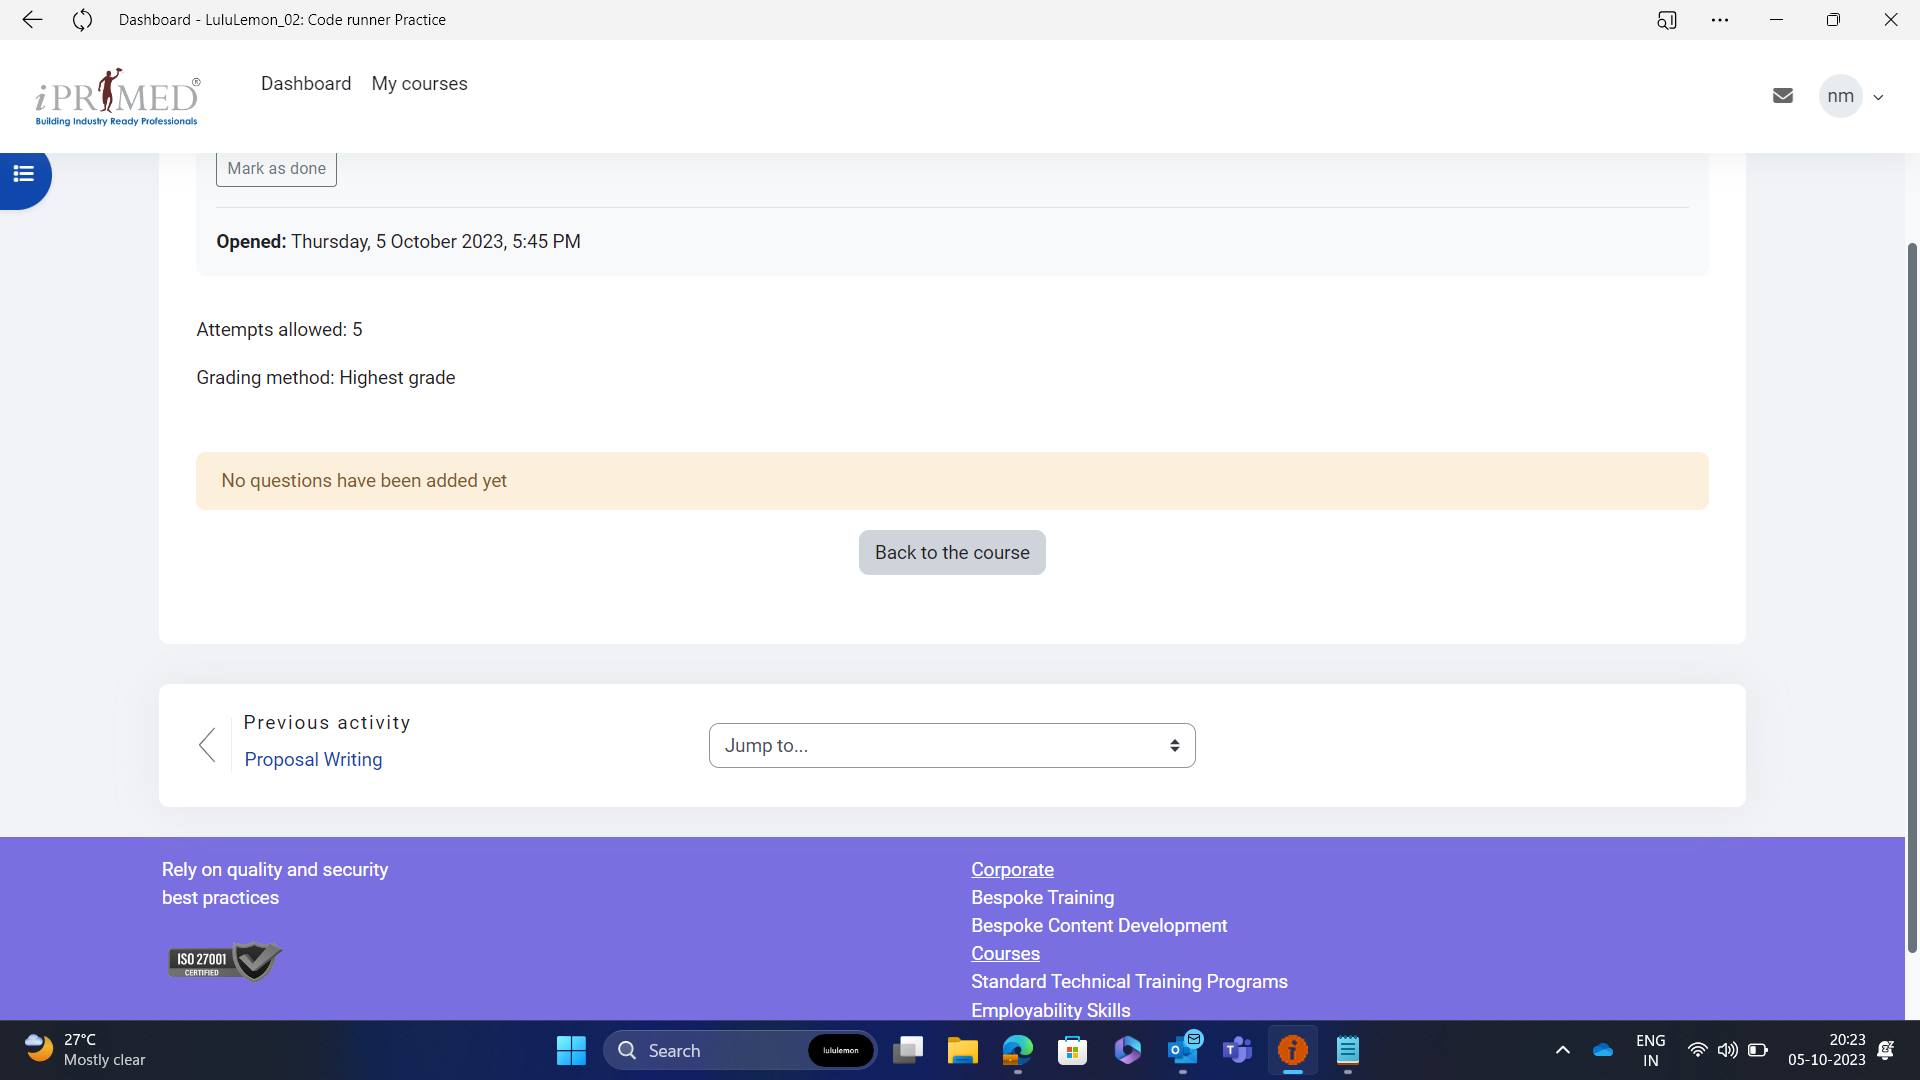 Dashboard - LuluLemon_02: Code runner Practice
iPRIMED®
Building Industry Ready Professionals
Dashboard My courses
nm
Mark as done
Opened: Thursday, 5 October 2023, 5:45 PM
Attempts allowed: 5
Grading method: Highest grade
No questions have been added yet
Back to the course
Previous activity
Proposal Writing
Jump to...
Rely on quality and security
best practices
ISO 27001
CERTIFIED
Corporate
Bespoke Training
Bespoke Content Development
Courses
Standard Technical Training Programs
Employability Skills
27°C
Mostly clear
Search
lululemon
ENG
IN
20:23
05-10-2023